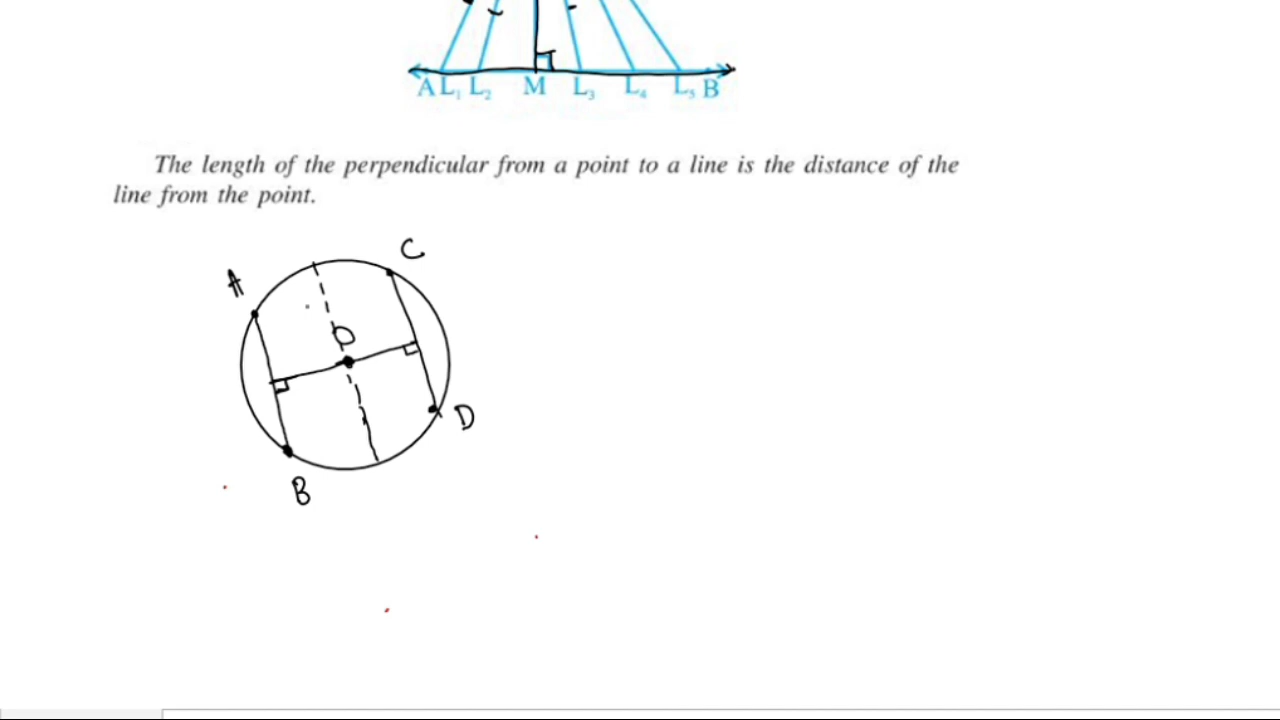 A L₁ L₂ M L₃ L₄ L₅ B
The length of the perpendicular from a point to a line is the distance of the
line from the point.
C
A
O
D
B